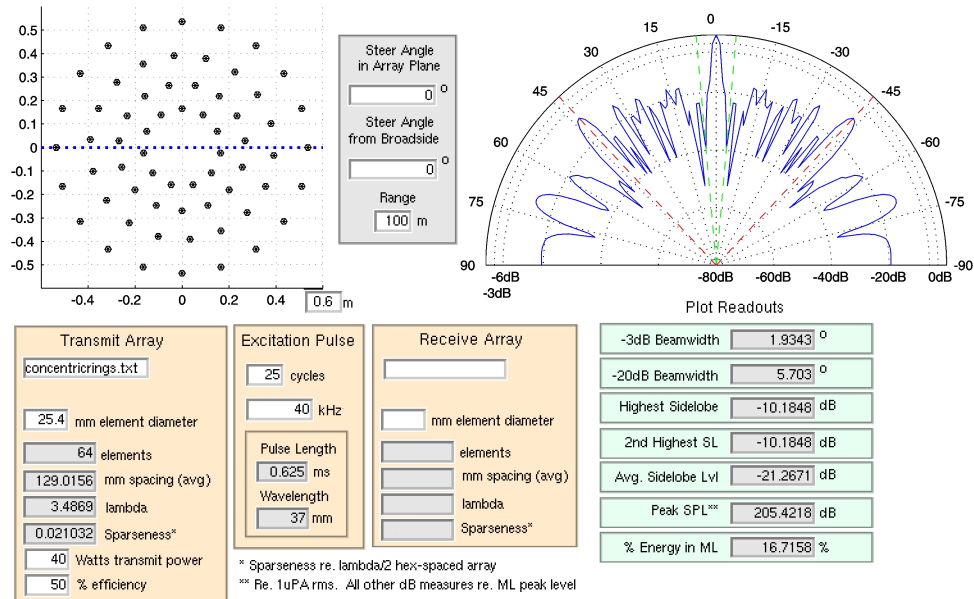 0.5
0.4
0.3
0.2
0.1
0
-0.1
-0.2
-0.3
-0.4
-0.5
-0.4 -0.2 0 0.2 0.4 0.6 m
Steer Angle
in Array Plane
0 o
Steer Angle
from Broadside
0 o
Range
100 m
0
15 -15
30 -30
45 -45
60 -60
75 -75
90 -90
-6dB -80dB -60dB -40dB -20dB 0dB
-3dB
Plot Readouts
Transmit Array
concentricrings.txt
25.4 mm element diameter
64 elements
129.0156 mm spacing (avg)
3.4869 lambda
0.021032 Sparseness*
40 Watts transmit power
50 % efficiency
Excitation Pulse
25 cycles
40 kHz
Pulse Length
0.625 ms
Wavelength
37 mm
Receive Array
mm element diameter
elements
mm spacing (avg)
lambda
Sparseness*
* Sparseness re. lambda/2 hex-spaced array
** Re. 1uPA rms. All other dB measures re. ML peak level
-3dB Beamwidth 1.9343 o
-20dB Beamwidth 5.703 o
Highest Sidelobe -10.1848 dB
2nd Highest SL -10.1848 dB
Avg. Sidelobe Lvl -21.2671 dB
Peak SPL** 205.4218 dB
% Energy in ML 16.7158 %